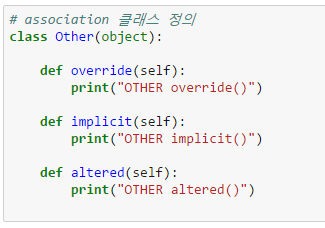 # association 클래스 정의
class Other(object):
    def override(self):
        print("OTHER override()")
    def implicit(self):
        print("OTHER implicit()")
    def altered(self):
        print("OTHER altered()")